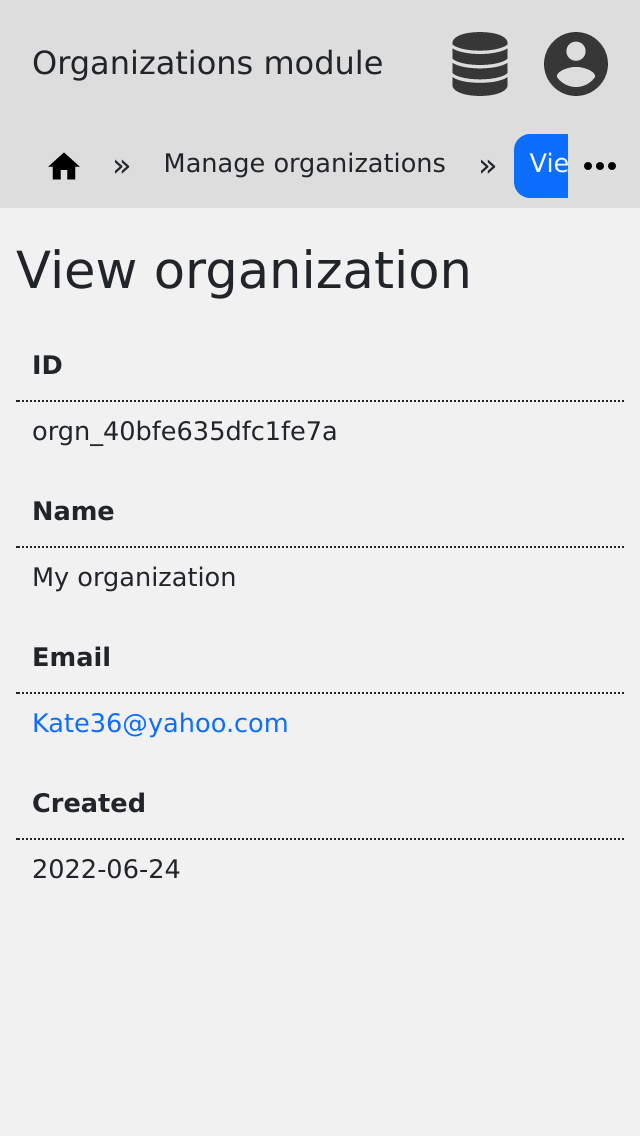 Organizations module
» Manage organizations » Vie
View organization
ID
orgn_40bfe635dfc1fe7a
Name
My organization
Email
Kate36@yahoo.com
Created
2022-06-24